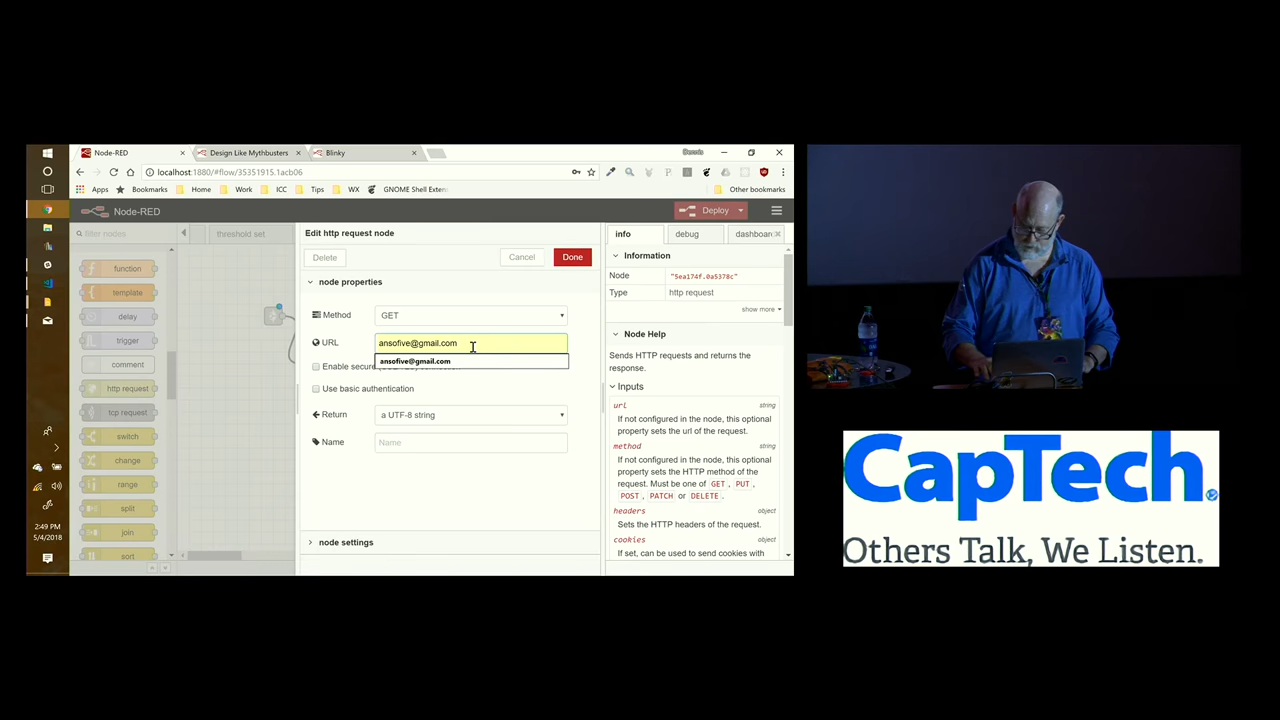 Node-RED
Design Like Mythbusters
Blinky
Dennis
localhost:1880/#flow/35351915.1acb06
Apps
Bookmarks
Home
Work
ICC
Tips
WX
GNOME Shell Exten
Other bookmarks
Node-RED
Deploy
filter nodes
threshold set
Edit http request node
info
debug
dashboar
Delete
Cancel
Done
Information
node properties
Node
"5ea174f.0a5378c"
Type
http request
show more
function
template
delay
trigger
comment
http request
tcp request
switch
change
range
split
join
sort
Method
GET
URL
ansofive@gmail.com
ansofive@gmail.com
Enable secure
connection
Use basic authentication
Return
a UTF-8 string
Name
Name
node settings
Node Help
Sends HTTP requests and returns the
response.
Inputs
url
string
If not configured in the node, this optional
property sets the url of the request.
method
string
If not configured in the node, this optional
property sets the HTTP method of the
request. Must be one of GET, PUT,
POST, PATCH or DELETE.
headers
object
Sets the HTTP headers of the request.
cookies
object
If set, can be used to send cookies with
2:49 PM
5/4/2018
CapTech.
Others Talk, We Listen.